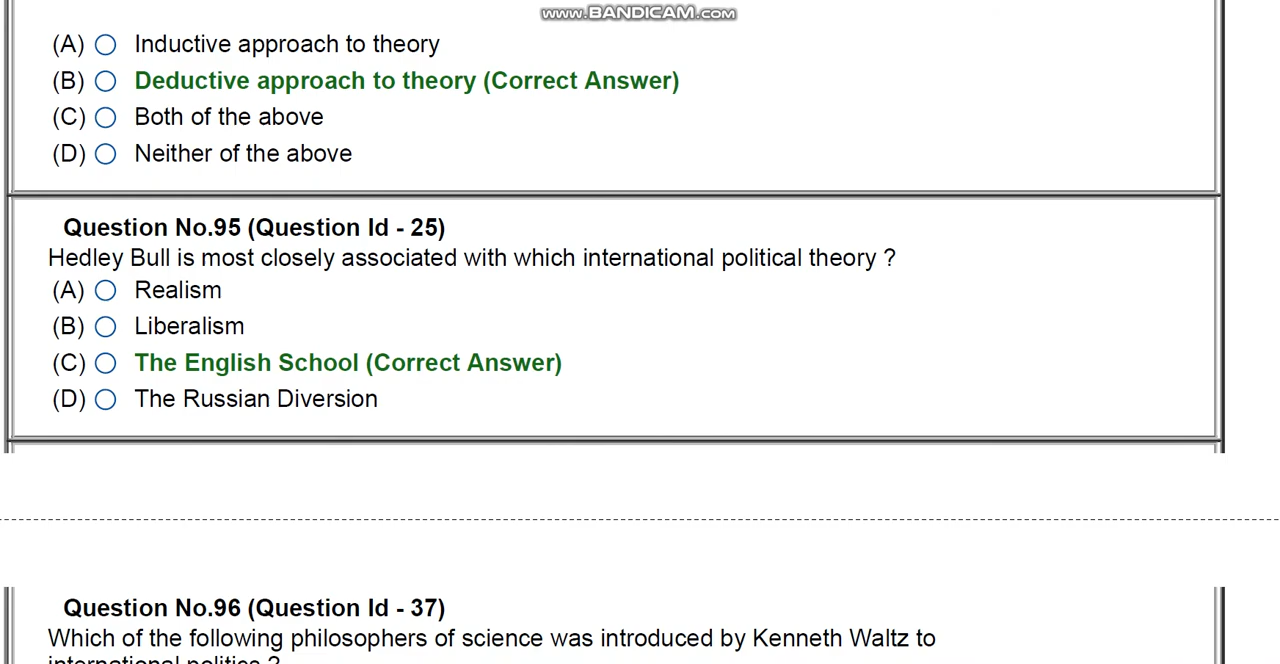 www.BANDICAM.com
(A) Inductive approach to theory
(B) Deductive approach to theory (Correct Answer)
(C) Both of the above
(D) Neither of the above
Question No.95 (Question Id - 25)
Hedley Bull is most closely associated with which international political theory ?
(A) Realism
(B) Liberalism
(C) The English School (Correct Answer)
(D) The Russian Diversion
Question No.96 (Question Id - 37)
Which of the following philosophers of science was introduced by Kenneth Waltz to
international politics ?